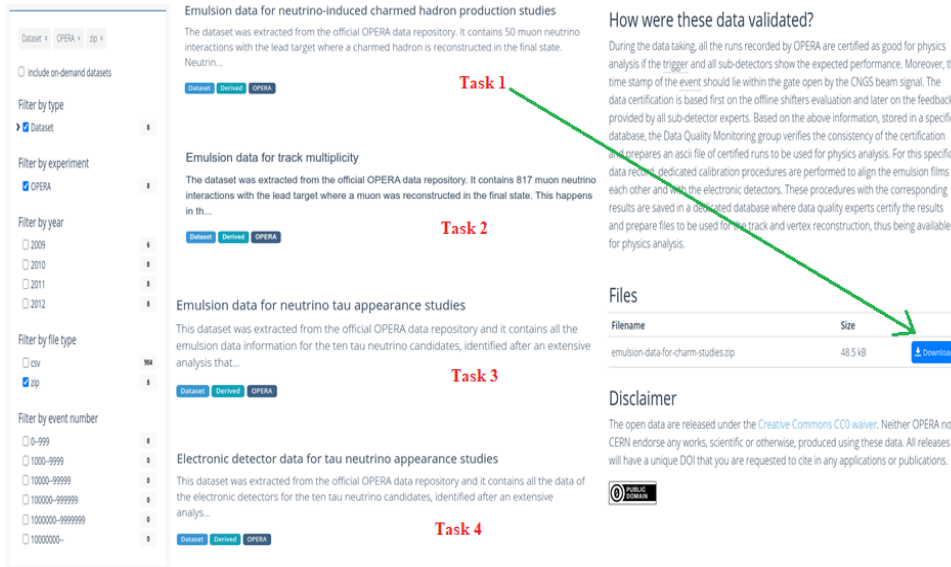 Dataset × OPERA × zip ×
include on-demand datasets
Filter by type
Dataset 8
Filter by experiment
OPERA 8
Filter by year
2009 6
2010 8
2011 8
2012 8
Filter by file type
csv 904
zip 8
Filter by event number
0--999 8
1000--9999 0
10000--99999 0
100000--999999 0
1000000--9999999 0
10000000-- 0
Emulsion data for neutrino-induced charmed hadron production studies
The dataset was extracted from the official OPERA data repository. It contains 50 muon neutrino
interactions with the lead target where a charmed hadron is reconstructed in the final state.
Neutrin...
Dataset Derived OPERA
Task 1
Emulsion data for track multiplicity
The dataset was extracted from the official OPERA data repository. It contains 817 muon neutrino
interactions with the lead target where a muon was reconstructed in the final state. This happens
in th...
Dataset Derived OPERA
Task 2
Emulsion data for neutrino tau appearance studies
This dataset was extracted from the official OPERA data repository and it contains all the
emulsion data information for the ten tau neutrino candidates, identified after an extensive
analysis that...
Dataset Derived OPERA
Task 3
Electronic detector data for tau neutrino appearance studies
This dataset was extracted from the official OPERA data repository and it contains all the data of
the electronic detectors for the ten tau neutrino candidates, identified after an extensive
analys...
Dataset Derived OPERA
Task 4
How were these data validated?
During the data taking, all the runs recorded by OPERA are certified as good for physics
analysis if the trigger and all sub-detectors show the expected performance. Moreover, th
time stamp of the event should lie within the gate open by the CNGS beam signal. The
data certification is based first on the offline shifters evaluation and later on the feedback
provided by all sub-detector experts. Based on the above information, stored in a specific
database, the Data Quality Monitoring group verifies the consistency of the certification
and prepares an ascii file of certified runs to be used for physics analysis. For this specific
data record, dedicated calibration procedures are performed to align the emulsion films
each other and with the electronic detectors. These procedures with the corresponding
results are saved in a dedicated database where data quality experts certify the results
and prepare files to be used for the track and vertex reconstruction, thus being available
for physics analysis.
Files
Filename Size
emulsion-data-for-charm-studies.zip 48.5 kB Download
Disclaimer
The open data are released under the Creative Commons CC0 waiver. Neither OPERA no
CERN endorse any works, scientific or otherwise, produced using these data. All releases
will have a unique DOI that you are requested to cite in any applications or publications.
PUBLIC
DOMAIN